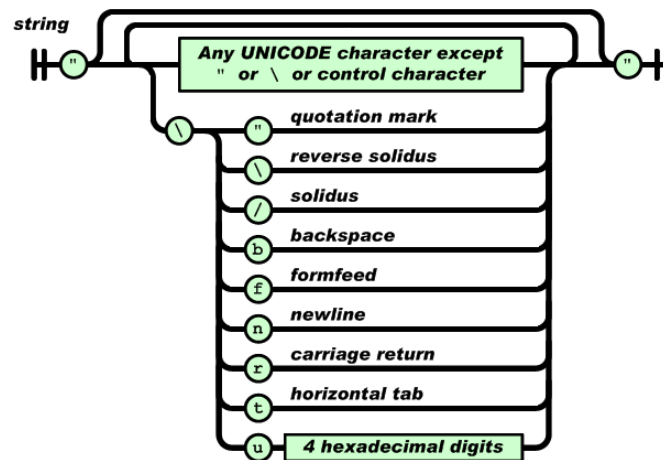 string
" Any UNICODE character except "
" or \ or control character
\ " quotation mark
\ reverse solidus
/ solidus
b backspace
f formfeed
n newline
r carriage return
t horizontal tab
u 4 hexadecimal digits